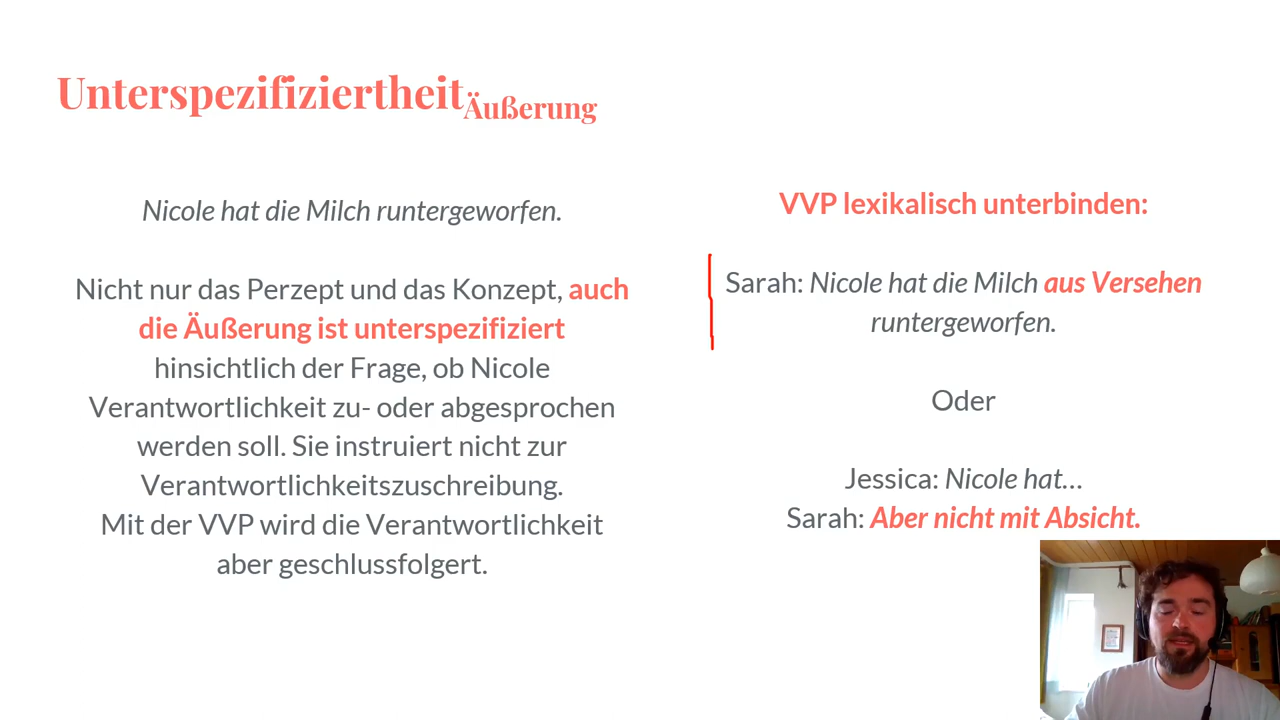 Unterspezifiziertheit Äußerung
Nicole hat die Milch runtergeworfen.
Nicht nur das Perzept und das Konzept, auch
die Äußerung ist unterspezifiziert
hinsichtlich der Frage, ob Nicole
Verantwortlichkeit zu- oder abgesprochen
werden soll. Sie instruiert nicht zur
Verantwortlichkeitszuschreibung.
Mit der VVP wird die Verantwortlichkeit
aber geschlussfolgert.
VVP lexikalisch unterbinden:
Sarah: Nicole hat die Milch aus Versehen
runtergeworfen.
Oder
Jessica: Nicole hat…
Sarah: Aber nicht mit Absicht.